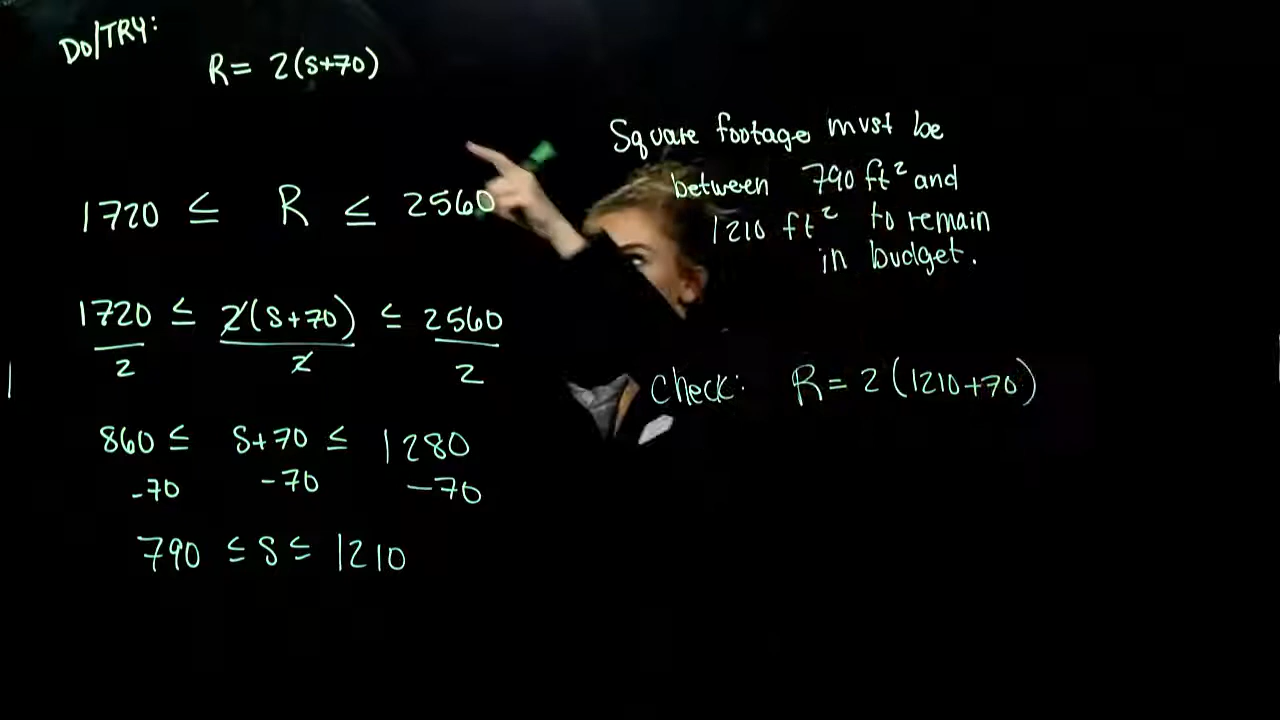 DO/TRY:
R = 2(S+70)
1720 ≤ R ≤ 2560
1720 ≤ 2(S+70) ≤ 2560
2 2 2
860 ≤ S+70 ≤ 1280
-70 -70 -70
790 ≤ S ≤ 1210
Square footage must be
between 790 ft² and
1210 ft² to remain
in budget.
Check: R = 2(1210+70)